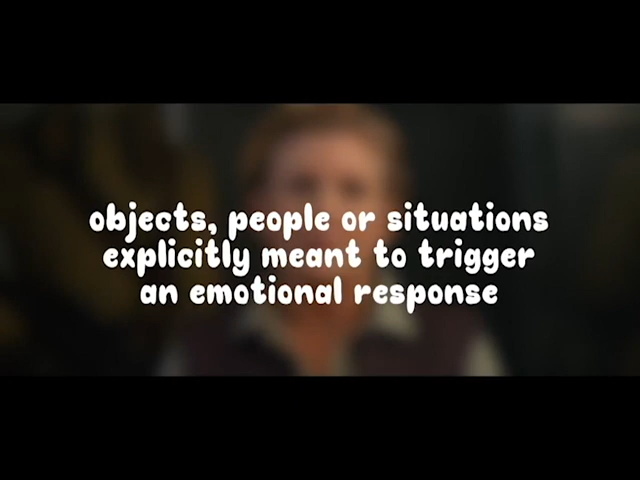 objects, people or situations
explicitly meant to trigger
an emotional response